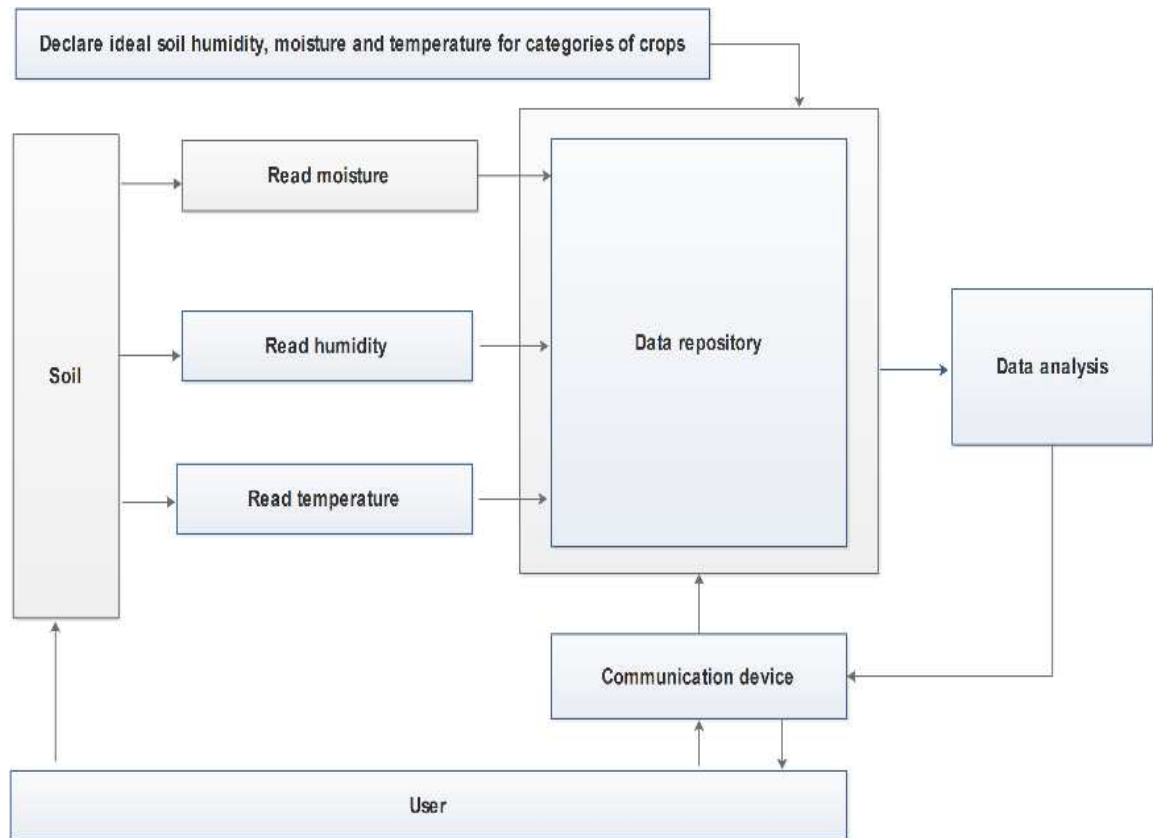 Declare ideal soil humidity, moisture and temperature for categories of crops
Read moisture
Read humidity
Data repository
Data analysis
Soil
Read temperature
Communication device
User